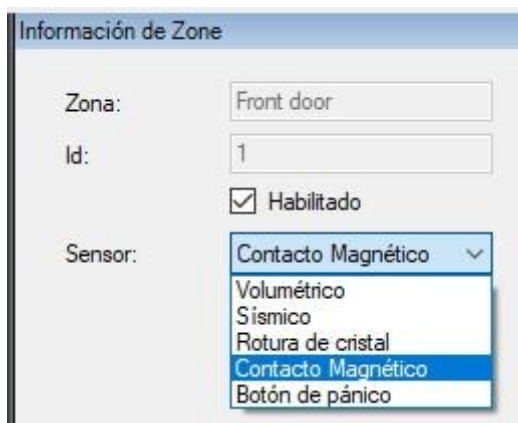 Información de Zone
Zona: Front door
Id: 1
Habilitado
Sensor: Contacto Magnético
Volumétrico
Sísmico
Rotura de cristal
Contacto Magnético
Botón de pánico